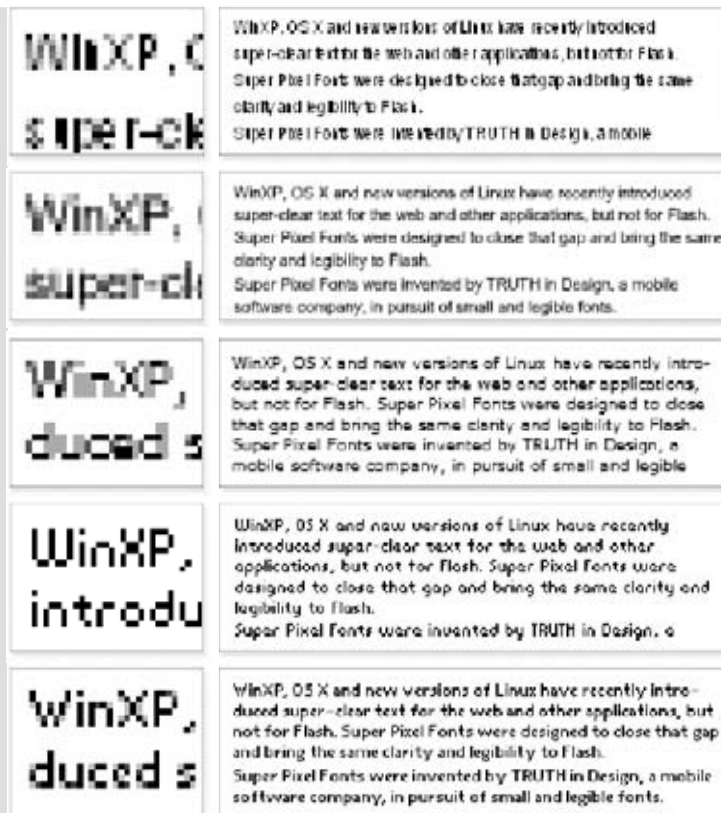 WinXP, O
super-cle
WinXP, OS X and new versions of Linux have recently introduced
super-clear text for the web and other applications, but not for Flash.
Super Pixel Fonts were designed to close that gap and bring the same
clarity and legibility to Flash.
Super Pixel Fonts were invented by TRUTH in Design, a mobile
WinXP, 
super-cle
WinXP, OS X and new versions of Linux have recently introduced
super-clear text for the web and other applications, but not for Flash.
Super Pixel Fonts were designed to close that gap and bring the same
clarity and legibility to Flash.
Super Pixel Fonts were invented by TRUTH in Design, a mobile
software company, in pursuit of small and legible fonts.
WinXP,
duced s
WinXP, OS X and new versions of Linux have recently intro-
duced super-clear text for the web and other applications,
but not for Flash. Super Pixel Fonts were designed to close
that gap and bring the same clarity and legibility to Flash.
Super Pixel Fonts were invented by TRUTH in Design, a
mobile software company, in pursuit of small and legible
WinXP,
introdu
WinXP, OS X and new versions of Linux have recently
introduced super-clear text for the web and other
applications, but not for Flash. Super Pixel Fonts were
designed to close that gap and bring the same clarity and
legibility to Flash.
Super Pixel Fonts were invented by TRUTH in Design, a
WinXP,
duced s
WinXP, OS X and new versions of Linux have recently intro-
duced super-clear text for the web and other applications, but
not for Flash. Super Pixel Fonts were designed to close that gap
and bring the same clarity and legibility to Flash.
Super Pixel Fonts were invented by TRUTH in Design, a mobile
software company, in pursuit of small and legible fonts.